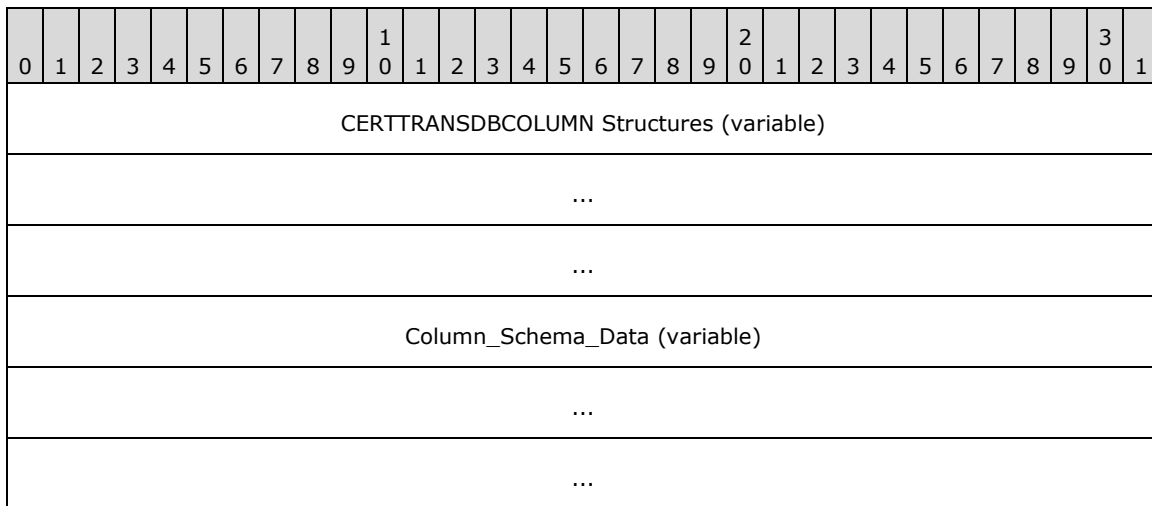 1 2 3
0 1 2 3 4 5 6 7 8 9 0 1 2 3 4 5 6 7 8 9 0 1 2 3 4 5 6 7 8 9 0 1
CERTTRANSDBCOLUMN Structures (variable)
...
...
Column_Schema_Data (variable)
...
...